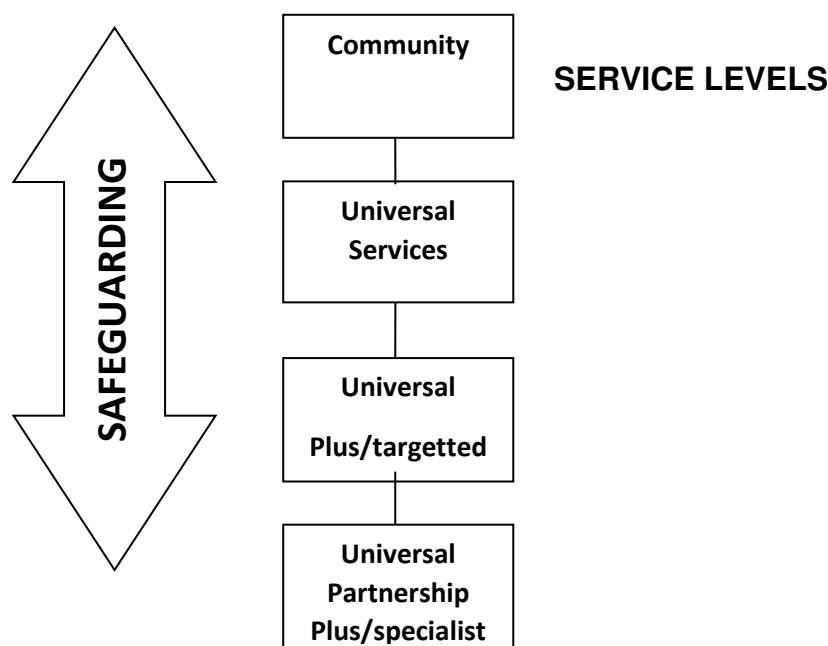 Community
SERVICE LEVELS
SAFEGUARDING
Universal
Services
Universal
Plus/targetted
Universal
Partnership
Plus/specialist